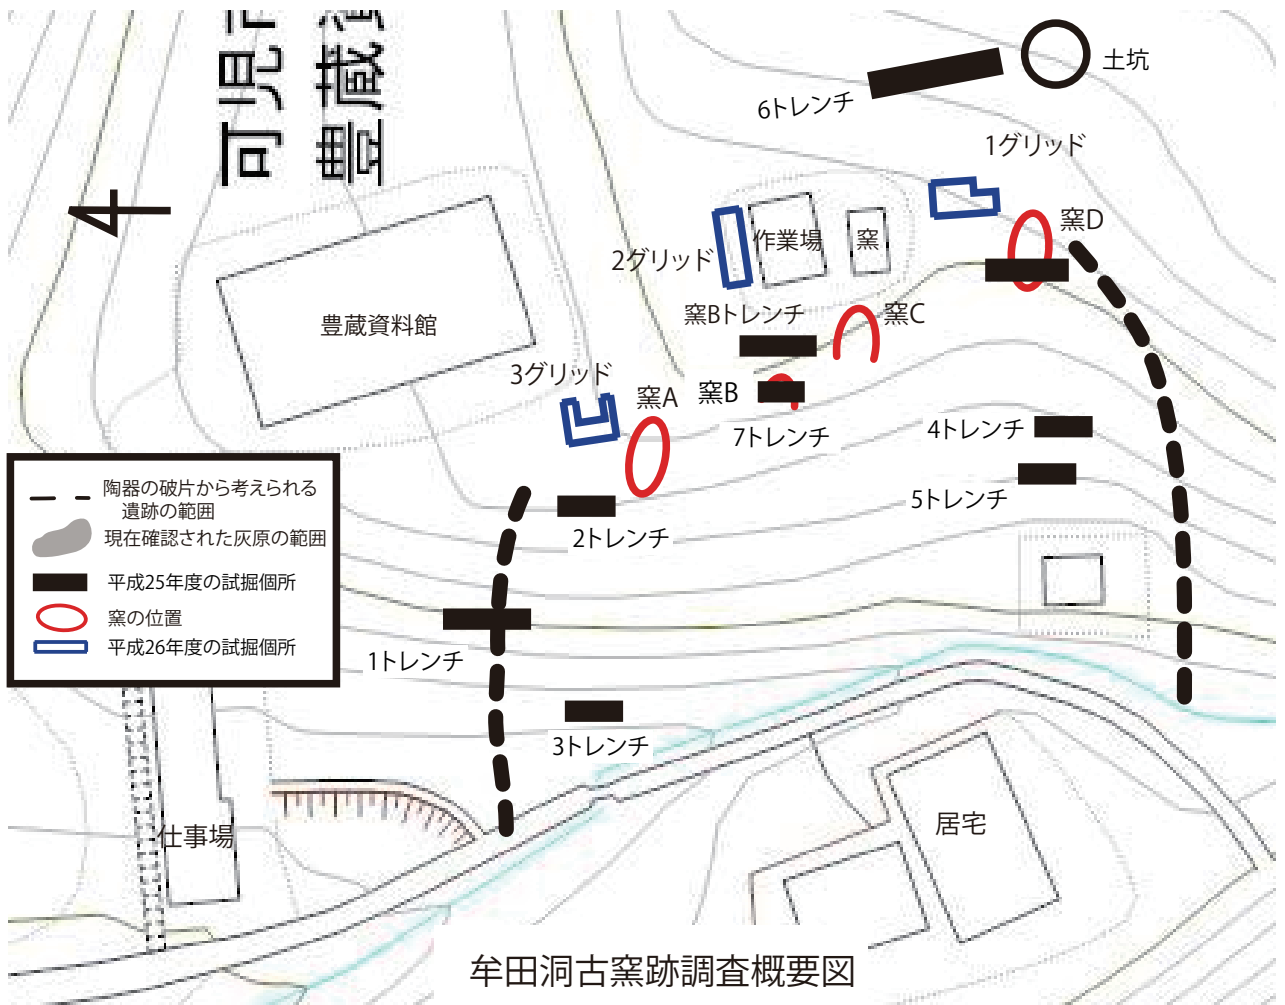 可児市
豊蔵資
4
土坑
6トレンチ
1グリッド
窯D
作業場
窯
2グリッド
窯Bトレンチ
窯C
豊蔵資料館
3グリッド
窯A
窯B
7トレンチ
4トレンチ
5トレンチ
2トレンチ
陶器の破片から考えられる
遺跡の範囲
現在確認された灰原の範囲
平成25年度の試掘個所
窯の位置
平成26年度の試掘個所
1トレンチ
3トレンチ
仕事場
居宅
牟田洞古窯跡調査概要図